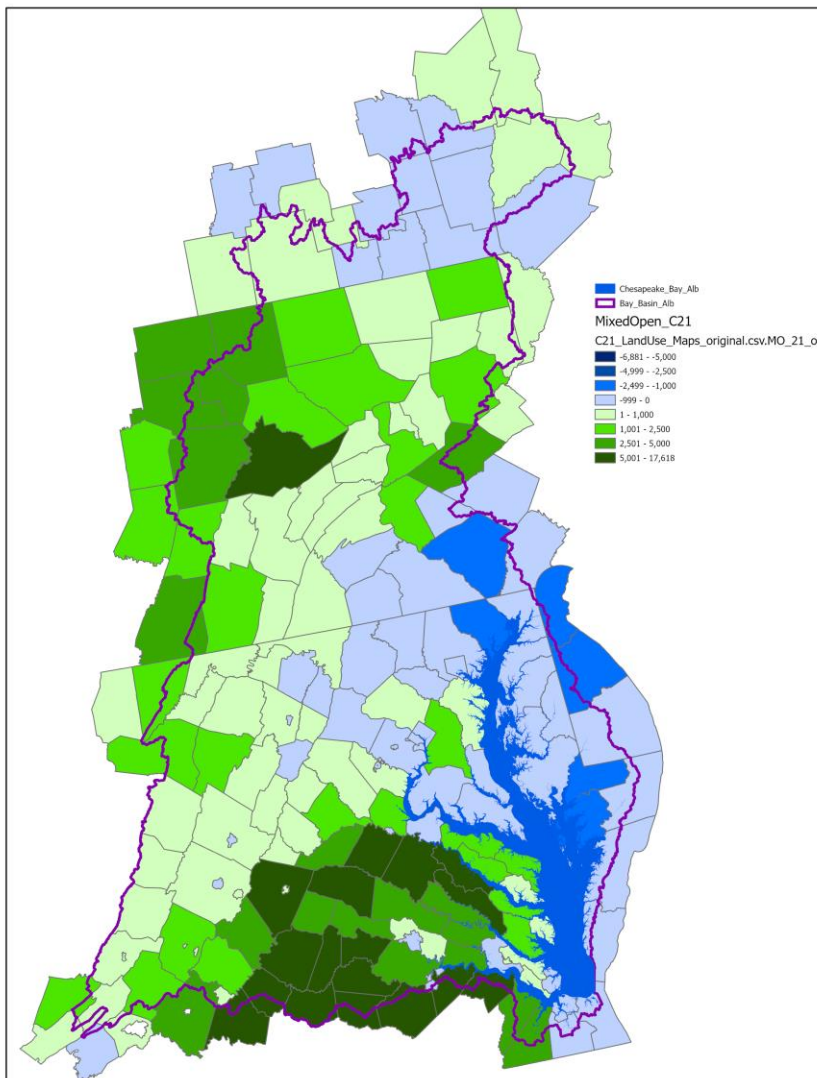 Chesapeake_Bay_Alb
Bay_Basin_Alb
MixedOpen_C21
C21_LandUse_Maps_original.csv.MO_21_o
-6,881 - -5,000
-4,999 - -2,500
-2,499 - -1,000
-999 - 0
1 - 1,000
1,001 - 2,500
2,501 - 5,000
5,001 - 17,618